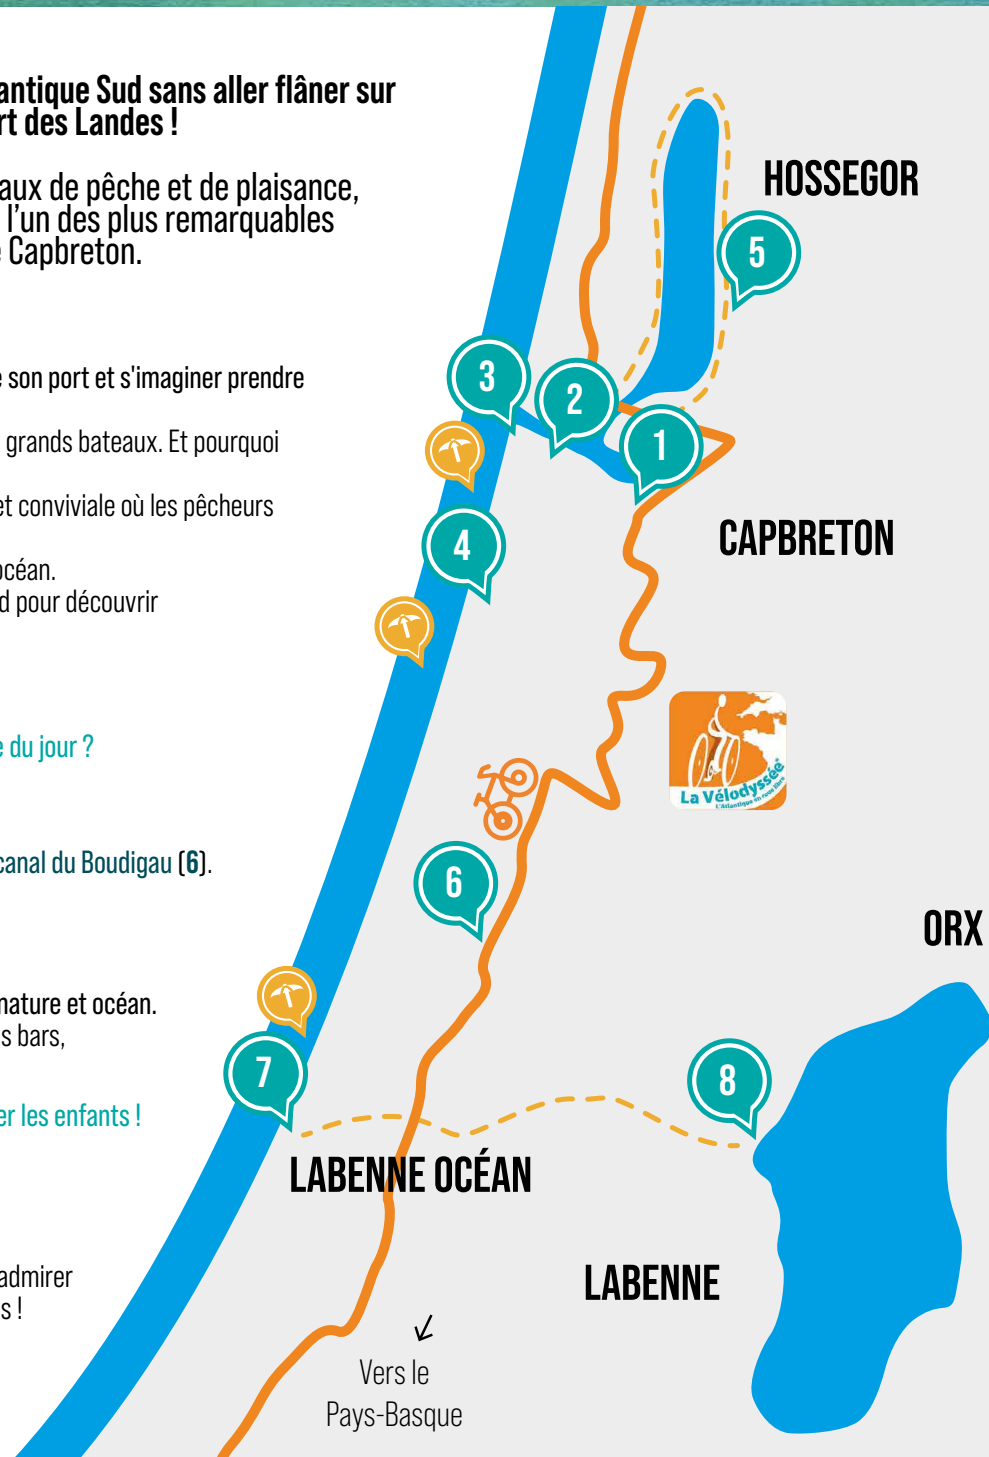 antique Sud sans aller flâner sur
rt des Landes !
aux de pêche et de plaisance,
l'un des plus remarquables
Capbreton.
son port et s'imaginer prendre
grands bateaux. Et pourquoi
et conviviale où les pêcheurs
océan.
d pour découvrir
du jour ?
canal du Boudigau (6).
nature et océan.
s bars,
er les enfants !
admirer
s !
HOSSEGOR
5
3
2
1
4
CAPBRETON
La Vélodyssée
6
ORX
7
8
LABENNE OCÉAN
LABENNE
Vers le
Pays-Basque